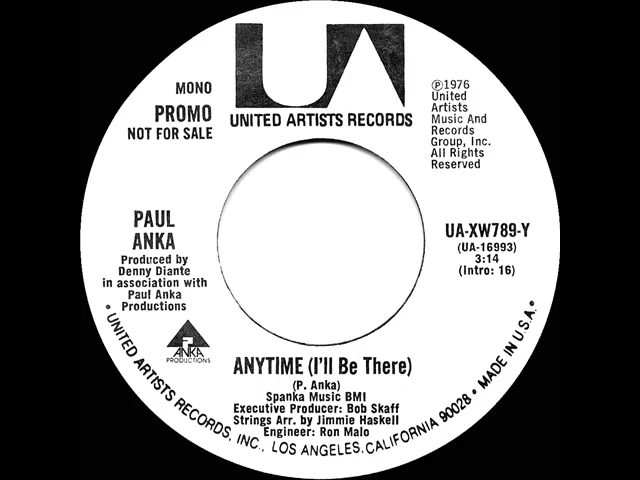 MONO
PROMO
NOT FOR SALE
UA
UNITED ARTISTS RECORDS
Ⓟ1976
United
Artists
Music And
Records
Group, Inc.
All Rights
Reserved
PAUL
ANKA
Produced by
Denny Diante
in association with
Paul Anka
Productions
UA-XW789-Y
(UA-16993)
3:14
(Intro: 16)
ANKA
PRODUCTIONS
ANYTIME (I'll Be There)
(P. Anka)
Spanka Music BMI
Executive Producer: Bob Skaff
Strings Arr. by Jimmie Haskell
Engineer: Ron Malo
• UNITED ARTISTS RECORDS, INC., LOS ANGELES, CALIFORNIA 90028 • MADE IN U.S.A. •